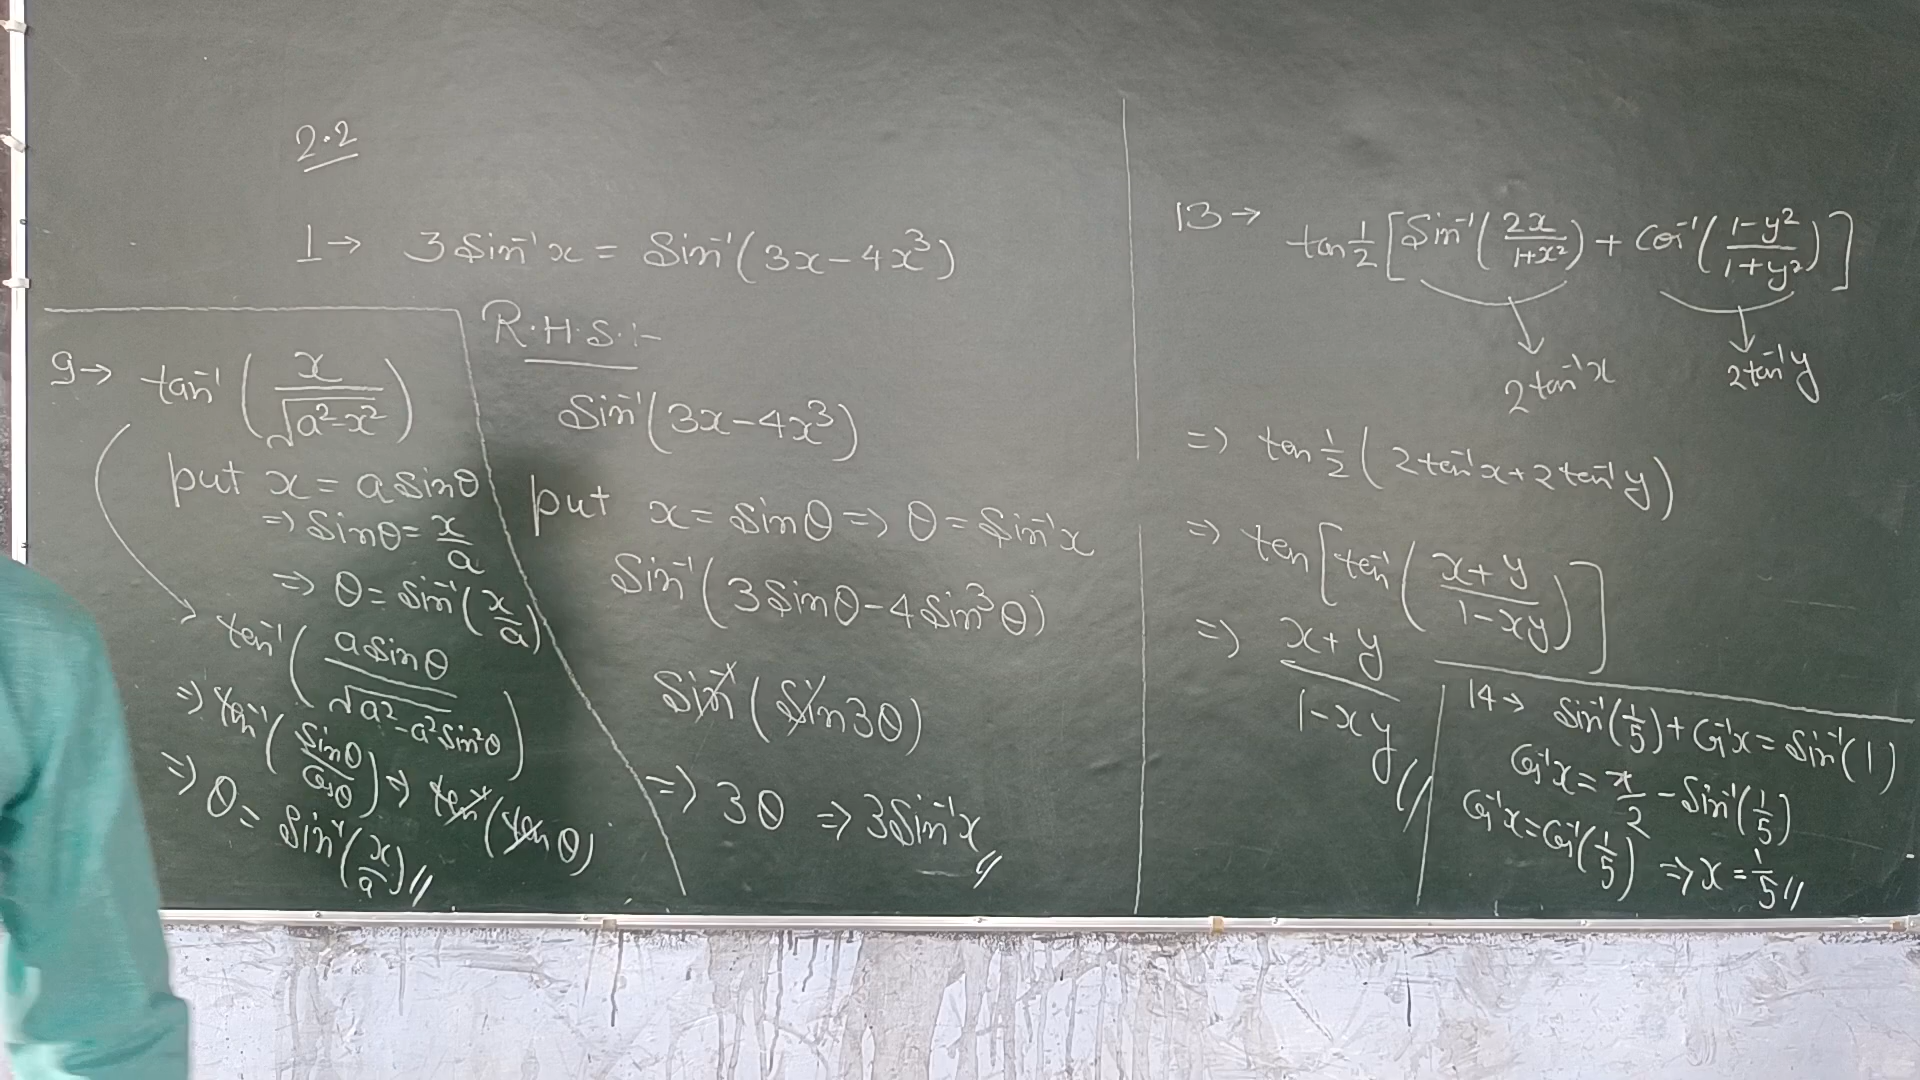 2.2
1→ 3 Sin⁻¹x = Sin⁻¹(3x-4x³)
R.H.S:-
Sin⁻¹(3x-4x³)
put x = Sinθ ⇒ θ = Sin⁻¹x
Sin⁻¹(3Sinθ-4Sin³θ)
Sin⁻¹(Sin3θ)
⇒ 3θ ⇒ 3Sin⁻¹x //
9→ tan⁻¹(x/√(a²-x²))
put x = a sinθ
⇒ Sinθ = x/a
⇒ θ = Sin⁻¹(x/a)
tan⁻¹(a Sinθ/√(a²-a²Sin²θ))
⇒ tan⁻¹(Sinθ/Cosθ) ⇒ tan⁻¹(tanθ)
⇒ θ = Sin⁻¹(x/a) //
13→ tan 1/2 [Sin⁻¹(2x/(1+x²)) + Cos⁻¹((1-y²)/(1+y²))]
2tan⁻¹x 2tan⁻¹y
⇒ tan 1/2 (2tan⁻¹x+2tan⁻¹y)
⇒ tan[tan⁻¹((x+y)/(1-xy))]
⇒ (x+y)/(1-xy) //
14→ Sin⁻¹(1/5) + Cos⁻¹x = Sin⁻¹(1)
Cos⁻¹x = π/2 - Sin⁻¹(1/5)
Cos⁻¹x = Cos⁻¹(1/5) ⇒ x = 1/5 //